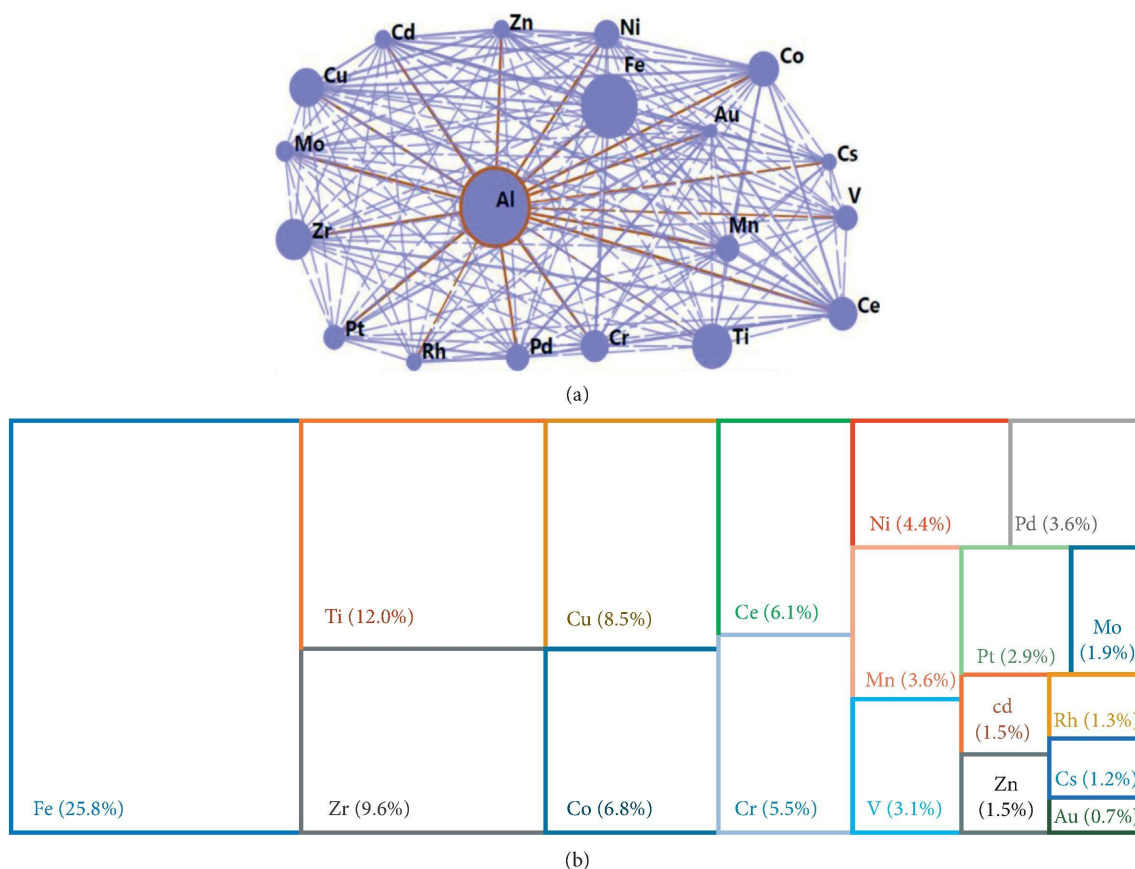 Cd
Zn
Ni
Co
Cu
Fe
Au
Mo
Cs
Al
V
Zr
Mn
Ce
Pt
Rh
Pd
Cr
Ti
(a)
Ni (4.4%)
Pd (3.6%)
Ti (12.0%)
Cu (8.5%)
Ce (6.1%)
Mo
(1.9%)
Pt (2.9%)
Mn (3.6%)
cd
(1.5%)
Rh (1.3%)
Fe (25.8%)
Zr (9.6%)
Co (6.8%)
Cr (5.5%)
V (3.1%)
Zn
(1.5%)
Cs (1.2%)
Au (0.7%)
(b)